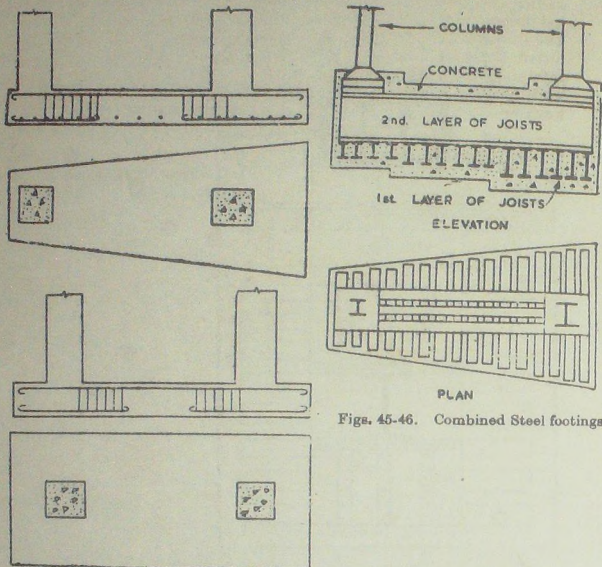 COLUMNS
CONCRETE
2nd. LAYER OF JOISTS
1st. LAYER OF JOISTS
ELEVATION
PLAN
Figs. 45-46. Combined Steel footings